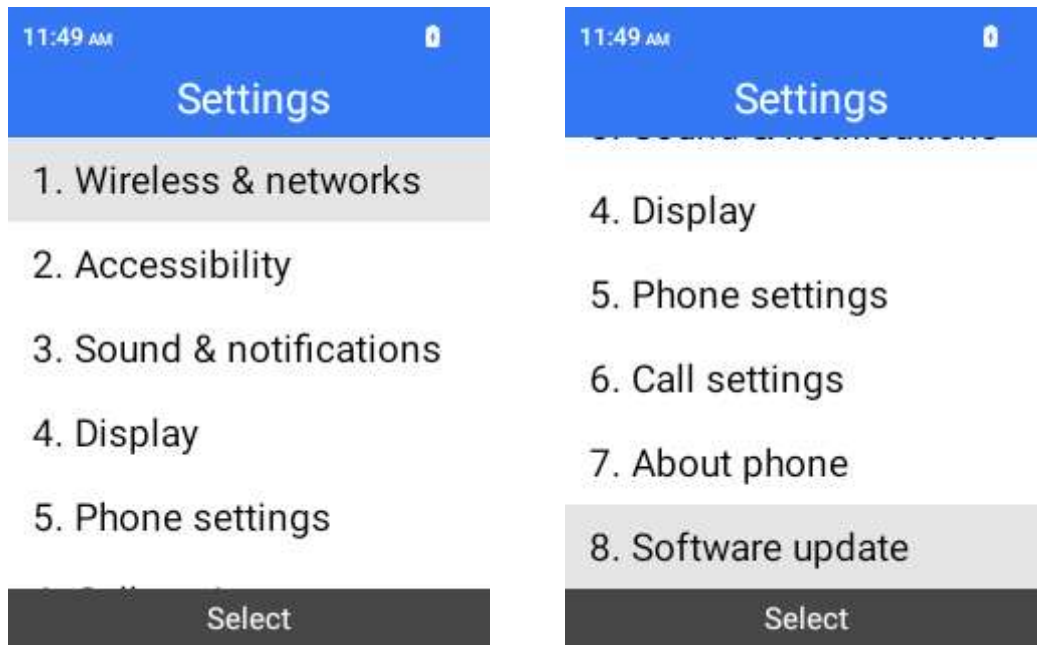 11:49 AM
Settings
1. Wireless & networks
2. Accessibility
3. Sound & notifications
4. Display
5. Phone settings
Select
11:49 AM
Settings
4. Display
5. Phone settings
6. Call settings
7. About phone
8. Software update
Select